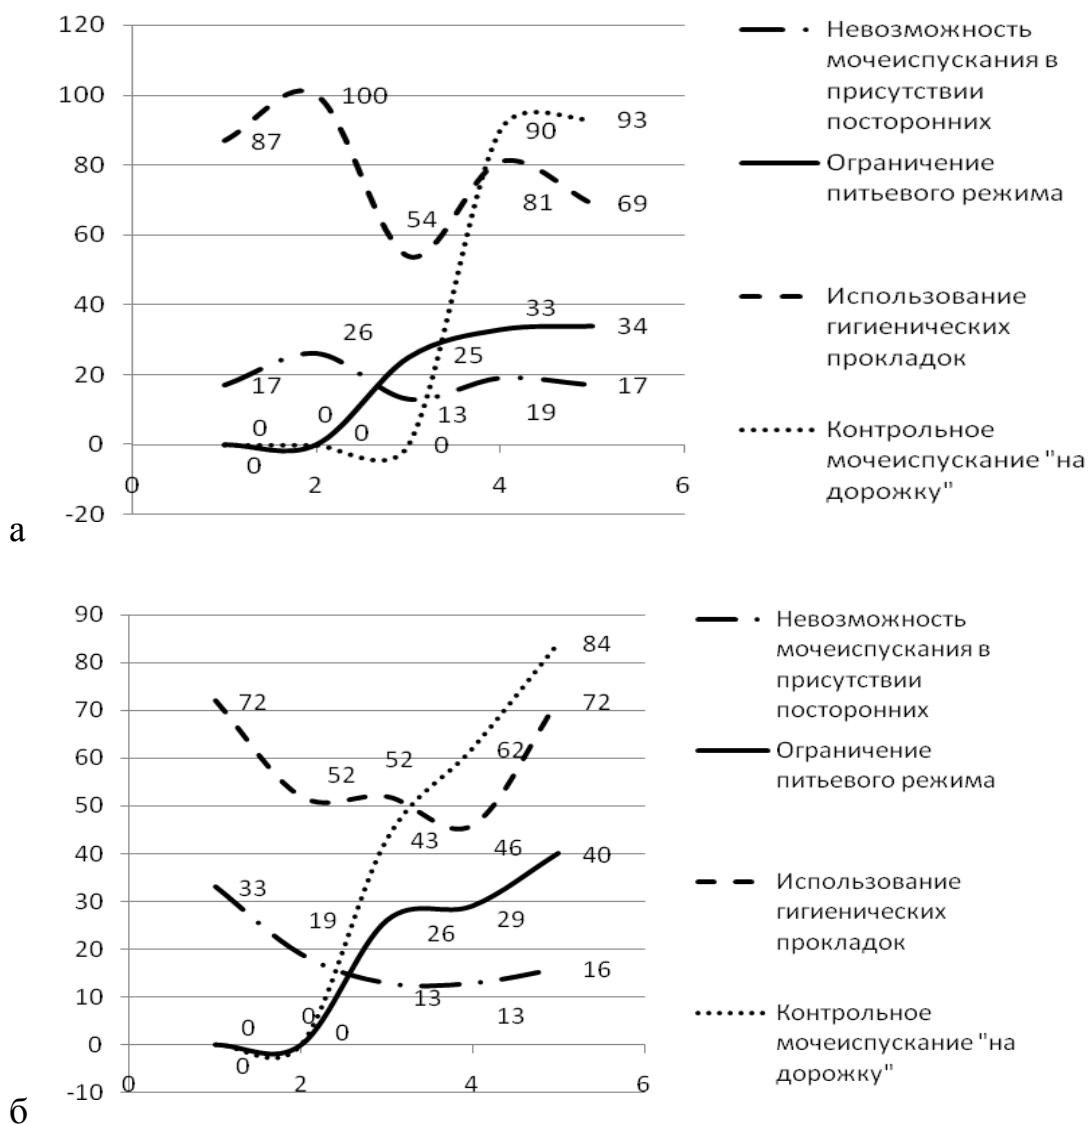 120
100
80
60
40
20
0
-20
0
2
4
6
87
100
54
81
69
90
93
17
26
13
19
17
0
0
0
0
0
25
33
34
Невозможность
мочеиспускания в
присутствии
посторонних
Ограничение
питьевого режима
Использование
гигиенических
прокладок
Контрольное
мочеиспускание "на
дорожку"
а
90
80
70
60
50
40
30
20
10
0
-10
0
2
4
6
72
52
52
46
72
43
62
84
33
19
13
13
16
0
0
0
0
26
29
40
Невозможность
мочеиспускания в
присутствии
посторонних
Ограничение
питьевого режима
Использование
гигиенических
прокладок
Контрольное
мочеиспускание "на
дорожку"
б